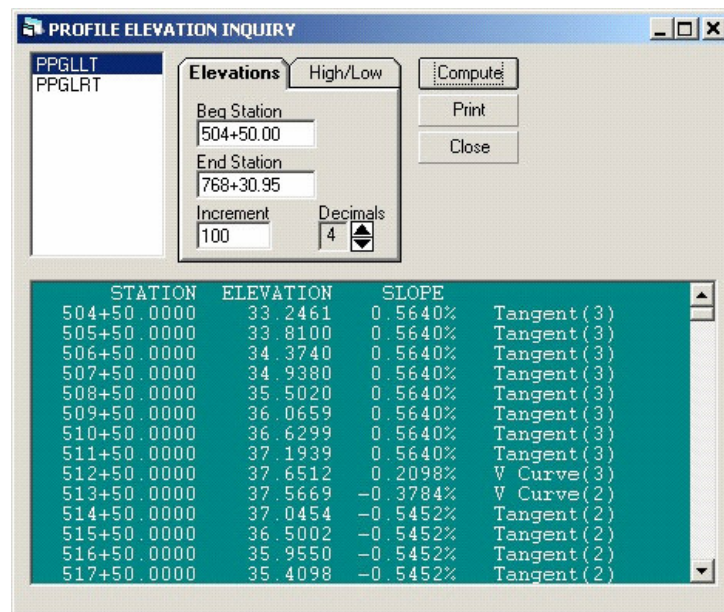 PROFILE ELEVATION INQUIRY
PPGLLT
PPGLRT
Elevations High/Low
Beg Station
504+50.00
End Station
768+30.95
Increment Decimals
100 4
Compute
Print
Close
STATION ELEVATION SLOPE
504+50.0000 33.2461 0.5640% Tangent(3)
505+50.0000 33.8100 0.5640% Tangent(3)
506+50.0000 34.3740 0.5640% Tangent(3)
507+50.0000 34.9380 0.5640% Tangent(3)
508+50.0000 35.5020 0.5640% Tangent(3)
509+50.0000 36.0659 0.5640% Tangent(3)
510+50.0000 36.6299 0.5640% Tangent(3)
511+50.0000 37.1939 0.5640% Tangent(3)
512+50.0000 37.6512 0.2098% V Curve(3)
513+50.0000 37.5669 -0.3784% V Curve(2)
514+50.0000 37.0454 -0.5452% Tangent(2)
515+50.0000 36.5002 -0.5452% Tangent(2)
516+50.0000 35.9550 -0.5452% Tangent(2)
517+50.0000 35.4098 -0.5452% Tangent(2)